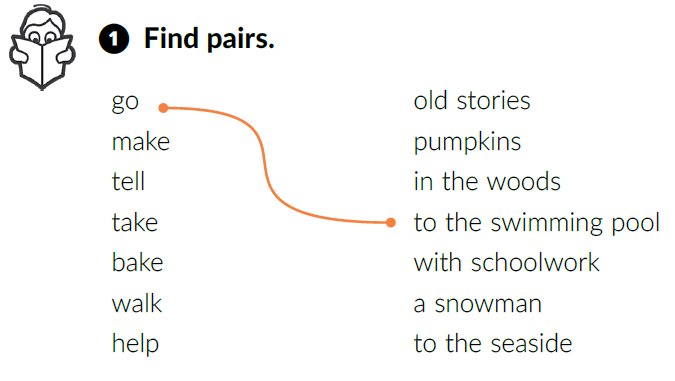 1 Find pairs.
go old stories
make pumpkins
tell in the woods
take to the swimming pool
bake with schoolwork
walk a snowman
help to the seaside